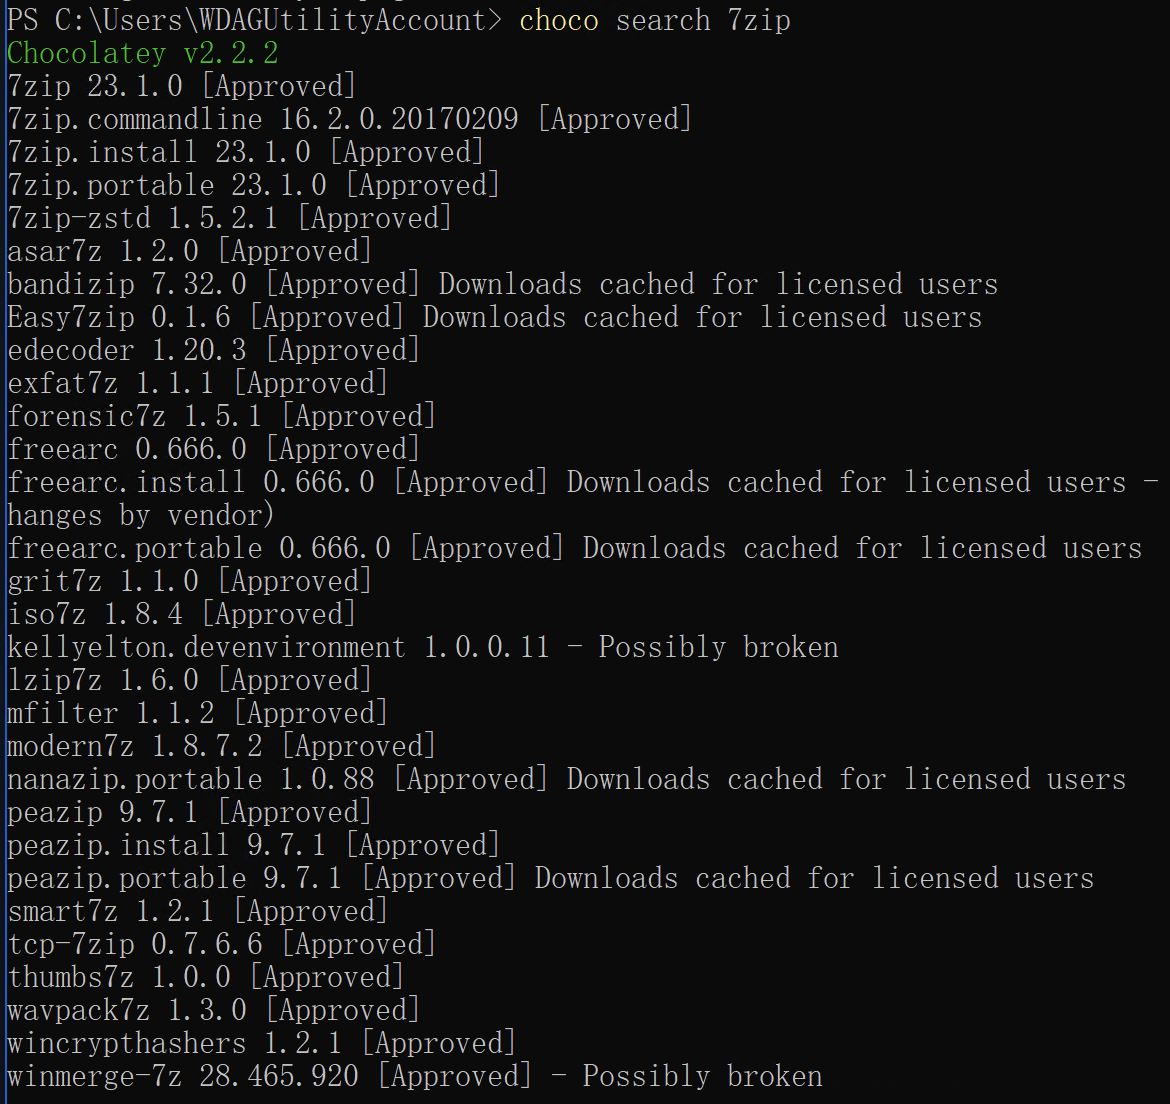 PS C:\Users\WDAGUtilityAccount> choco search 7zip
Chocolatey v2.2.2
7zip 23.1.0 [Approved]
7zip.commandline 16.2.0.20170209 [Approved]
7zip.install 23.1.0 [Approved]
7zip.portable 23.1.0 [Approved]
7zip-zstd 1.5.2.1 [Approved]
asar7z 1.2.0 [Approved]
bandizip 7.32.0 [Approved] Downloads cached for licensed users
Easy7zip 0.1.6 [Approved] Downloads cached for licensed users
edecoder 1.20.3 [Approved]
exfat7z 1.1.1 [Approved]
forensic7z 1.5.1 [Approved]
freearc 0.666.0 [Approved]
freearc.install 0.666.0 [Approved] Downloads cached for licensed users -
hanges by vendor)
freearc.portable 0.666.0 [Approved] Downloads cached for licensed users
grit7z 1.1.0 [Approved]
iso7z 1.8.4 [Approved]
kellyelton.devenvironment 1.0.0.11 - Possibly broken
lzip7z 1.6.0 [Approved]
mfilter 1.1.2 [Approved]
modern7z 1.8.7.2 [Approved]
nanazip.portable 1.0.88 [Approved] Downloads cached for licensed users
peazip 9.7.1 [Approved]
peazip.install 9.7.1 [Approved]
peazip.portable 9.7.1 [Approved] Downloads cached for licensed users
smart7z 1.2.1 [Approved]
tcp-7zip 0.7.6.6 [Approved]
thumbs7z 1.0.0 [Approved]
wavpack7z 1.3.0 [Approved]
wincrypthashers 1.2.1 [Approved]
winmerge-7z 28.465.920 [Approved] - Possibly broken